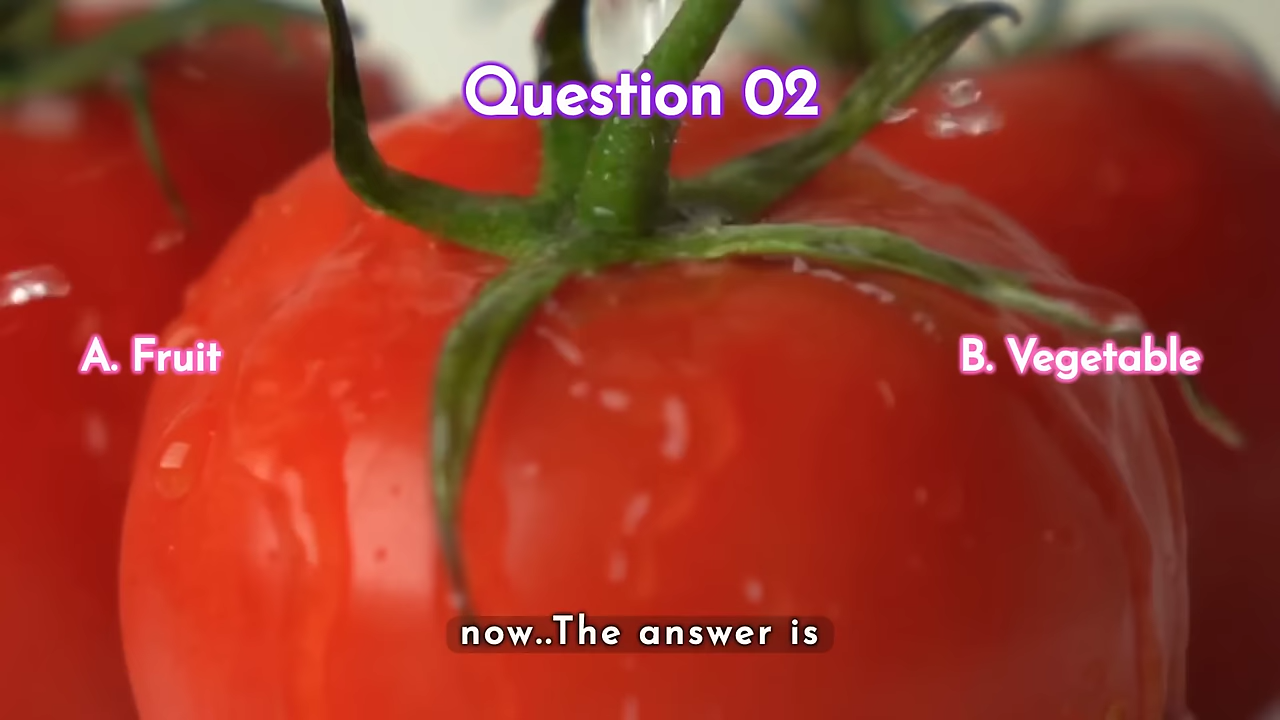 Question 02
A. Fruit
B. Vegetable
now..The answer is